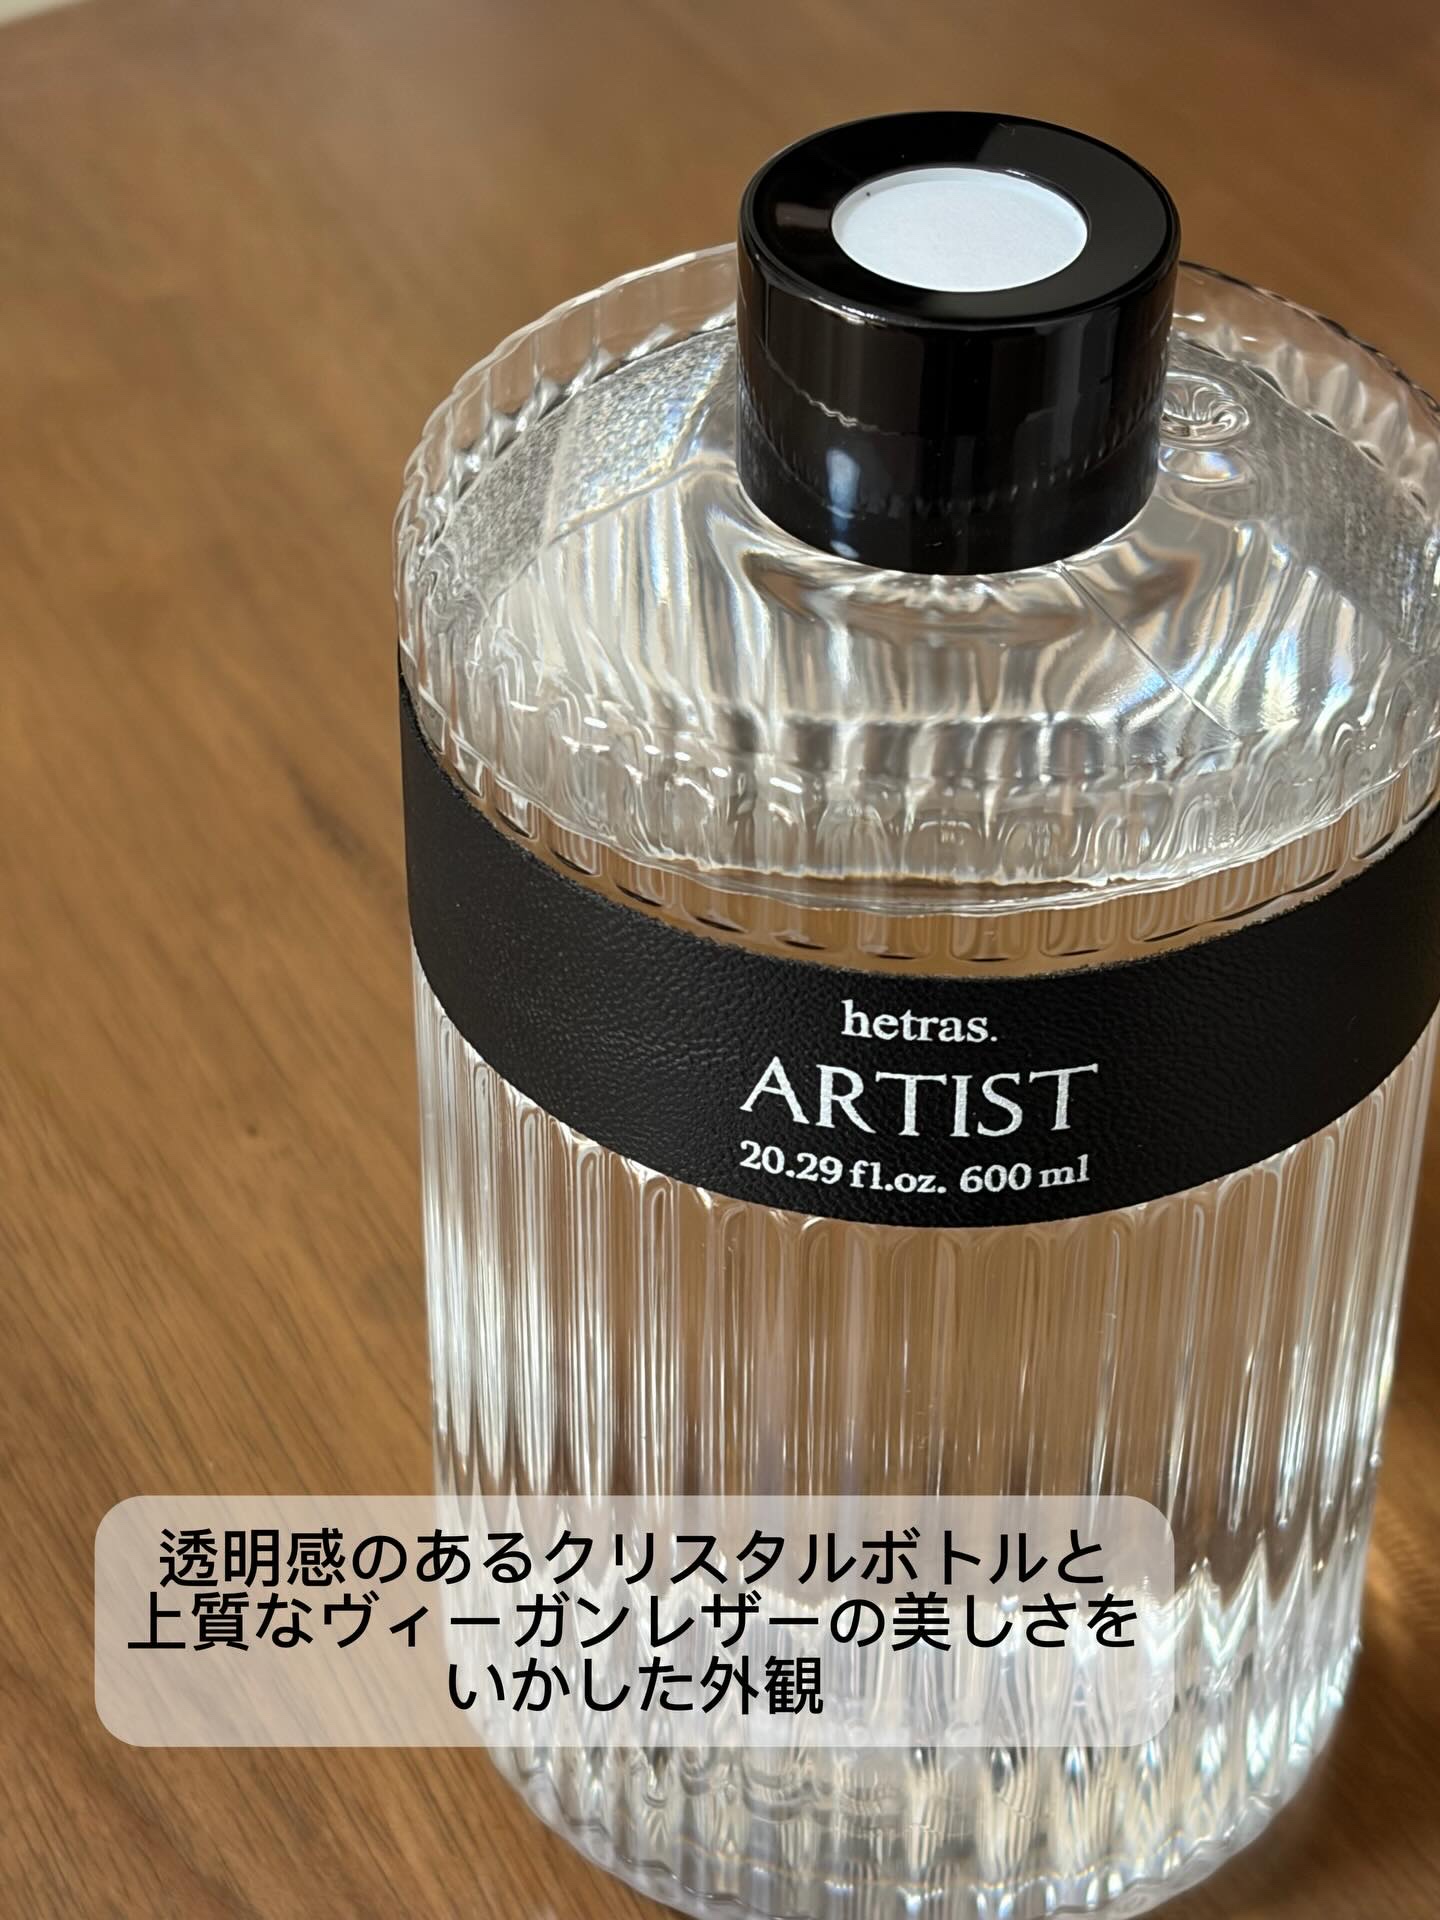 hetras.
ARTIST
20.29 fl.oz. 600 ml
透明感のあるクリスタルボトルと
上質なヴィーガンレザーの美しさを
いかした外観